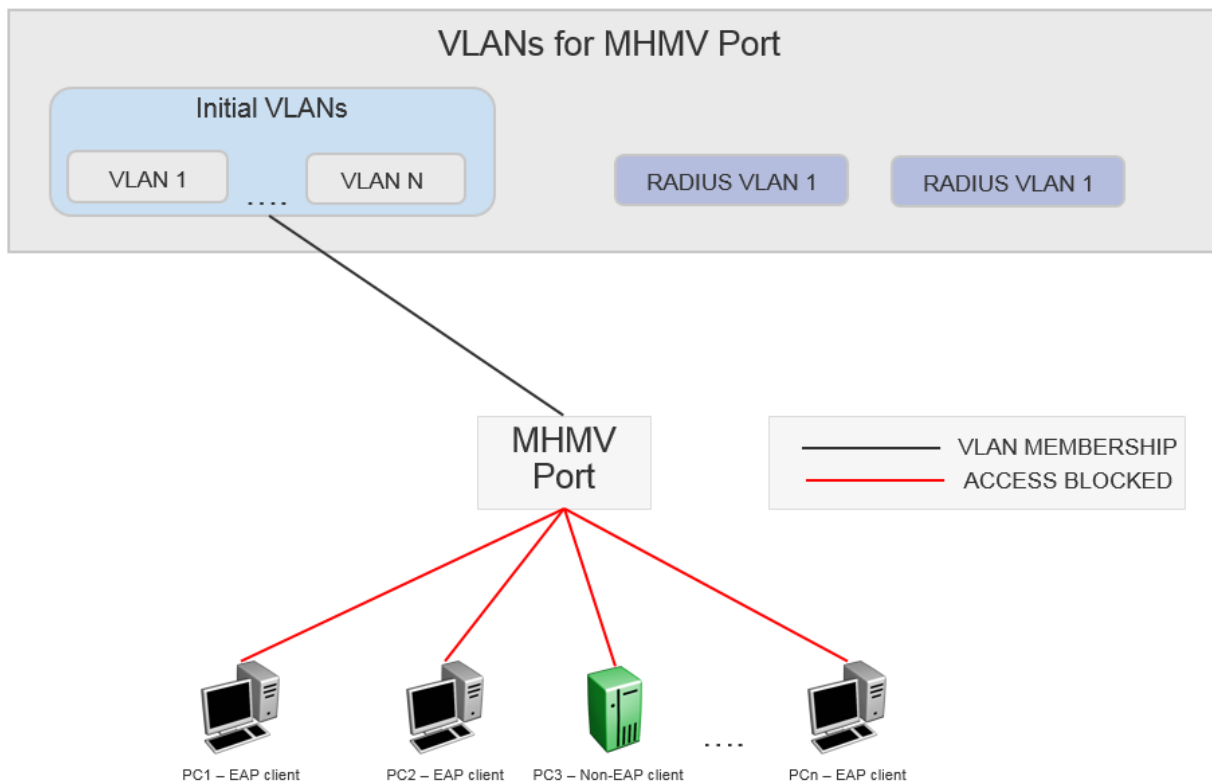 VLANs for MHMV Port
Initial VLANs
VLAN 1
....
VLAN N
RADIUS VLAN 1
RADIUS VLAN 1
MHMV
Port
VLAN MEMBERSHIP
ACCESS BLOCKED
....
PC1 – EAP client
PC2 – EAP client
PC3 – Non-EAP client
PCn – EAP client